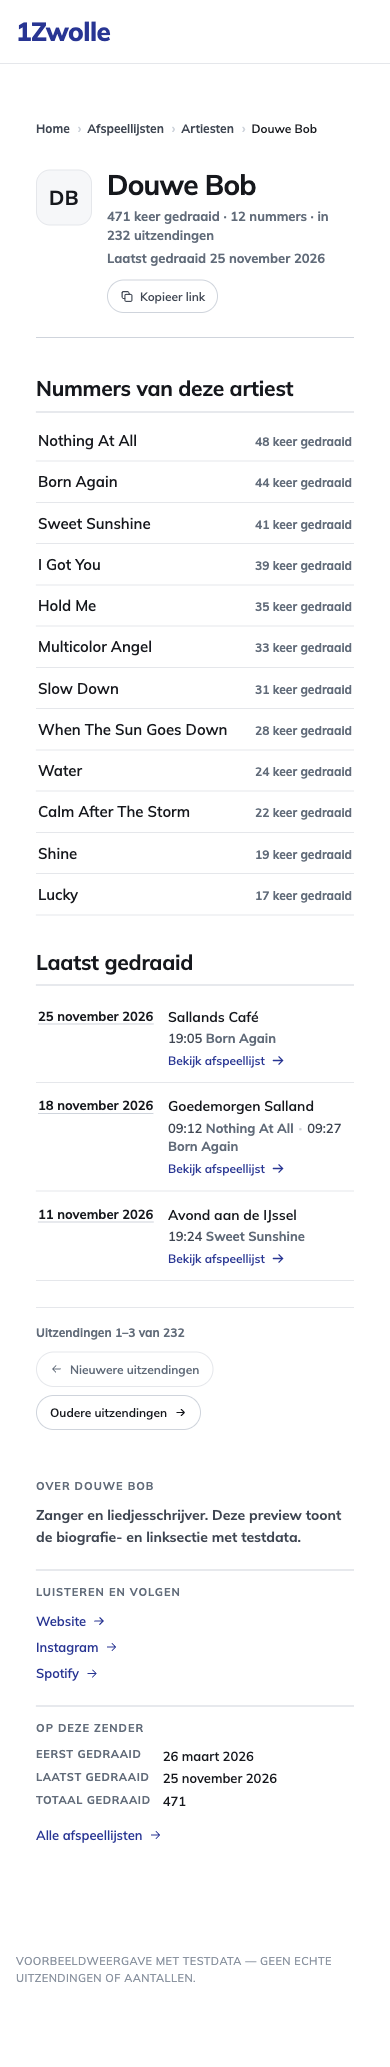 1Zwolle
Home › Afspeellijsten › Artiesten › Douwe Bob
DB
Douwe Bob
471 keer gedraaid · 12 nummers · in
232 uitzendingen
Laatst gedraaid 25 november 2026
Kopieer link
Nummers van deze artiest
Nothing At All 48 keer gedraaid
Born Again 44 keer gedraaid
Sweet Sunshine 41 keer gedraaid
I Got You 39 keer gedraaid
Hold Me 35 keer gedraaid
Multicolor Angel 33 keer gedraaid
Slow Down 31 keer gedraaid
When The Sun Goes Down 28 keer gedraaid
Water 24 keer gedraaid
Calm After The Storm 22 keer gedraaid
Shine 19 keer gedraaid
Lucky 17 keer gedraaid
Laatst gedraaid
25 november 2026 Sallands Café
19:05 Born Again
Bekijk afspeellijst →
18 november 2026 Goedemorgen Salland
09:12 Nothing At All · 09:27
Born Again
Bekijk afspeellijst →
11 november 2026 Avond aan de IJssel
19:24 Sweet Sunshine
Bekijk afspeellijst →
Uitzendingen 1–3 van 232
← Nieuwere uitzendingen
Oudere uitzendingen →
OVER DOUWE BOB
Zanger en liedjesschrijver. Deze preview toont
de biografie- en linksectie met testdata.
LUISTEREN EN VOLGEN
Website →
Instagram →
Spotify →
OP DEZE ZENDER
EERST GEDRAAID 26 maart 2026
LAATST GEDRAAID 25 november 2026
TOTAAL GEDRAAID 471
Alle afspeellijsten →
VOORBEELDWEERGAVE MET TESTDATA — GEEN ECHTE
UITZENDINGEN OF AANTALLEN.